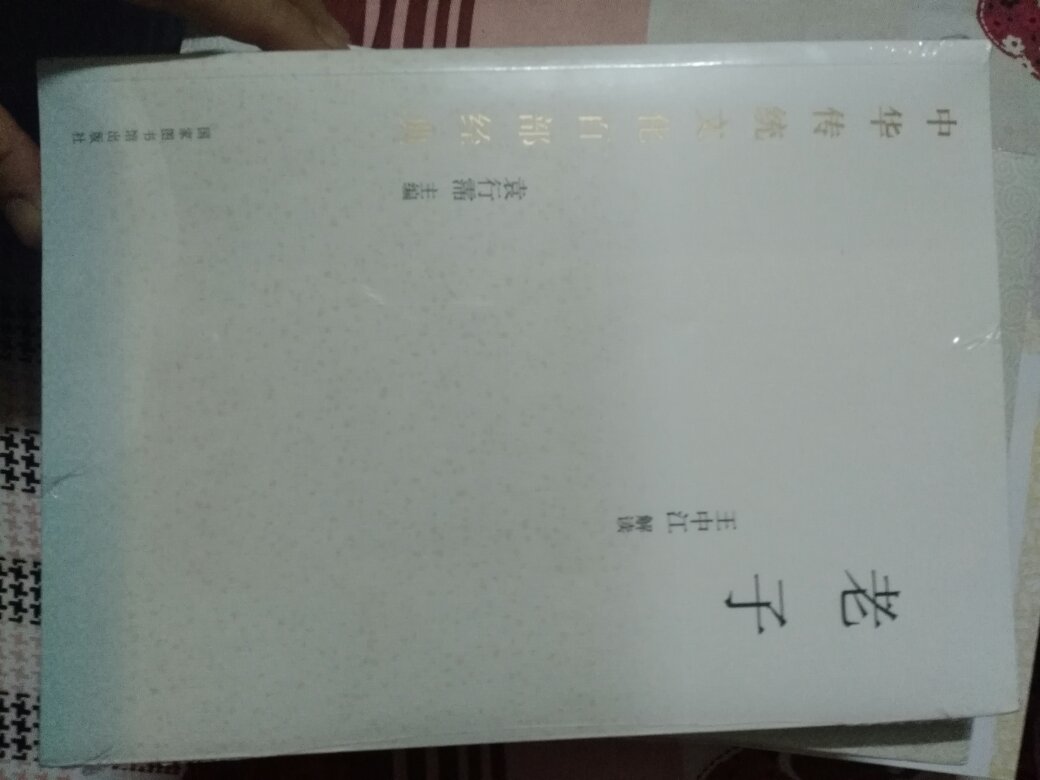 老子
王中江 解读
中华传统文化百部经典
袁行霈 主编
国家图书馆出版社